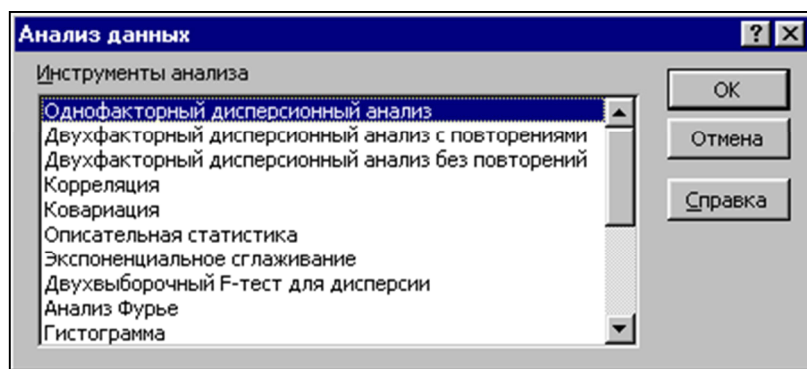 Анализ данных
Инструменты анализа
Однофакторный дисперсионный анализ
Двухфакторный дисперсионный анализ с повторениями
Двухфакторный дисперсионный анализ без повторений
Корреляция
Ковариация
Описательная статистика
Экспоненциальное сглаживание
Двухвыборочный F-тест для дисперсии
Анализ Фурье
Гистограмма
ОК
Отмена
Справка